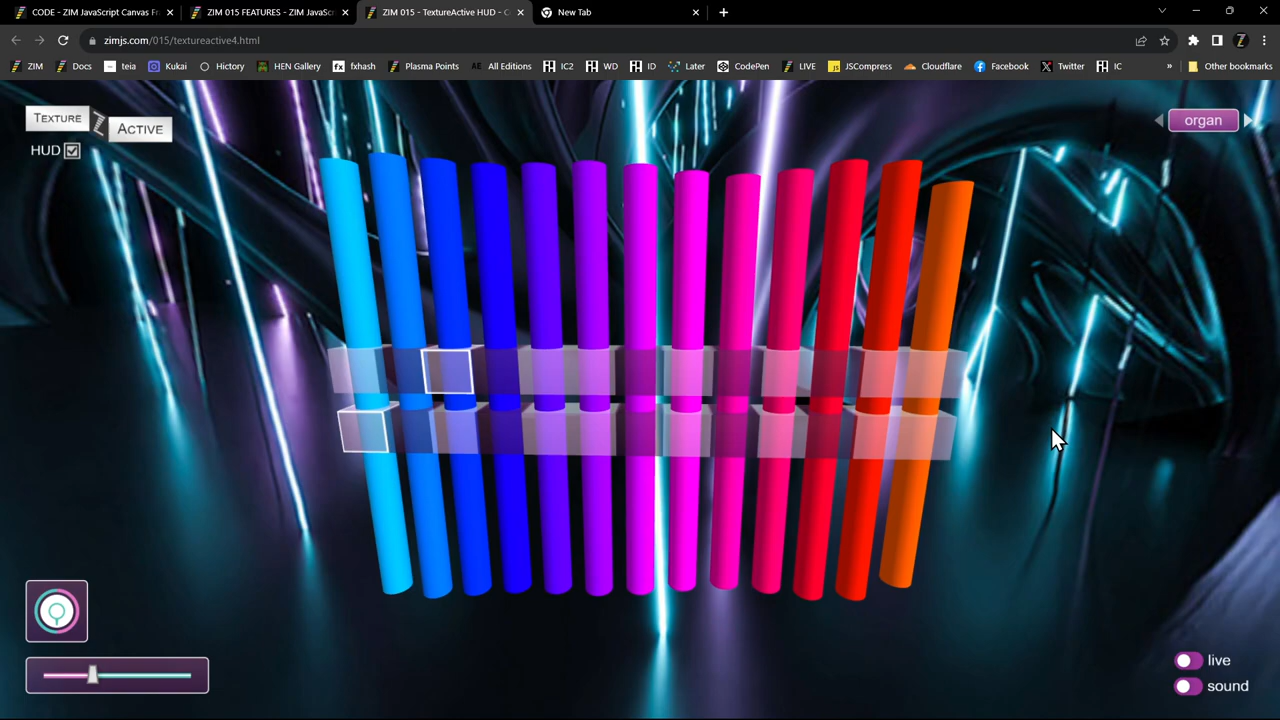 CODE - ZIM JavaScript Canvas Fra
ZIM 015 FEATURES - ZIM JavaSc
ZIM 015 - TextureActive HUD - C
New Tab
zimjs.com/015/textureactive4.html
ZIM
Docs
teia
Kukai
Hictory
HEN Gallery
fxhash
Plasma Points
All Editions
IC2
WD
ID
Later
CodePen
LIVE
JSCompress
Cloudflare
Facebook
Twitter
IC
»
Other bookmarks
TEXTURE
ACTIVE
HUD
organ
live
sound